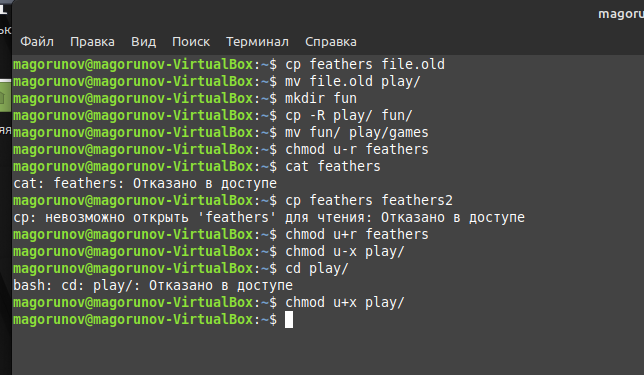 magorun
Файл Правка Вид Поиск Терминал Справка
magorunov@magorunov-VirtualBox:~$ cp feathers file.old
magorunov@magorunov-VirtualBox:~$ mv file.old play/
magorunov@magorunov-VirtualBox:~$ mkdir fun
magorunov@magorunov-VirtualBox:~$ cp -R play/ fun/
magorunov@magorunov-VirtualBox:~$ mv fun/ play/games
magorunov@magorunov-VirtualBox:~$ chmod u-r feathers
magorunov@magorunov-VirtualBox:~$ cat feathers
cat: feathers: Отказано в доступе
magorunov@magorunov-VirtualBox:~$ cp feathers feathers2
cp: невозможно открыть 'feathers' для чтения: Отказано в доступе
magorunov@magorunov-VirtualBox:~$ chmod u+r feathers
magorunov@magorunov-VirtualBox:~$ chmod u-x play/
magorunov@magorunov-VirtualBox:~$ cd play/
bash: cd: play/: Отказано в доступе
magorunov@magorunov-VirtualBox:~$ chmod u+x play/
magorunov@magorunov-VirtualBox:~$